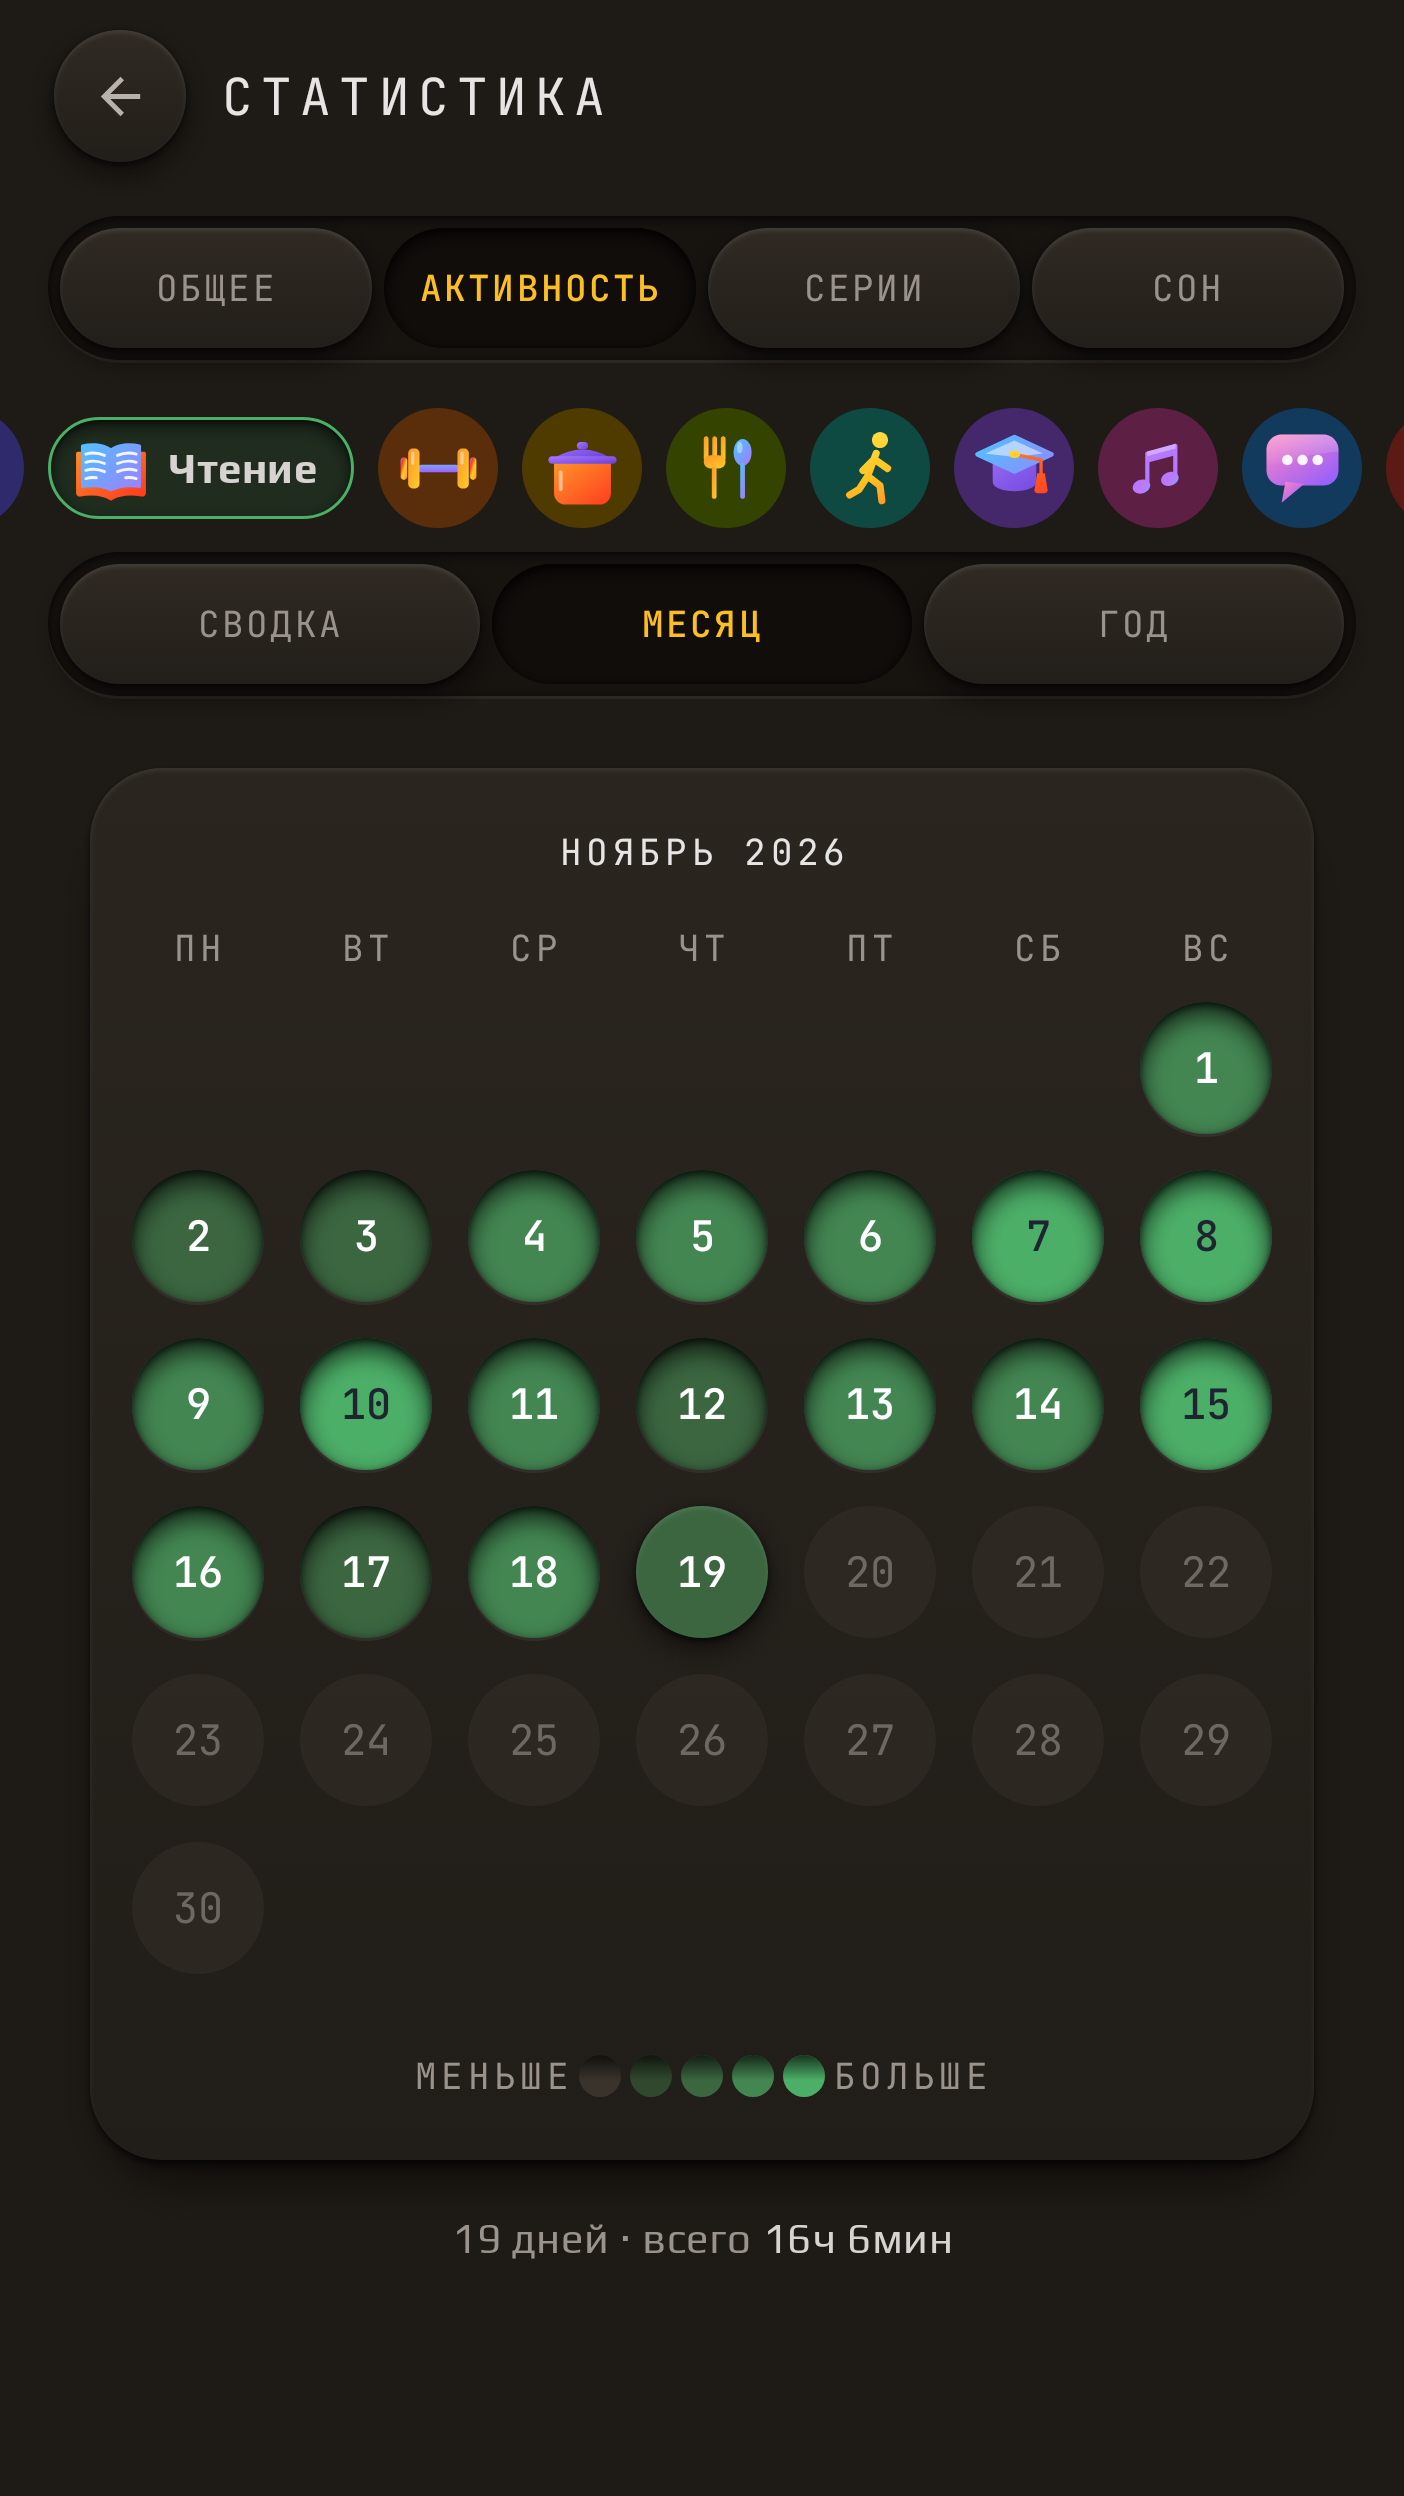 СТАТИСТИКА
ОБЩЕЕ АКТИВНОСТЬ СЕРИИ СОН
Чтение
СВОДКА МЕСЯЦ ГОД
НОЯБРЬ 2026
ПН ВТ СР ЧТ ПТ СБ ВС
1
2 3 4 5 6 7 8
9 10 11 12 13 14 15
16 17 18 19 20 21 22
23 24 25 26 27 28 29
30
МЕНЬШЕ БОЛЬШЕ
19 дней · всего 16ч 6мин